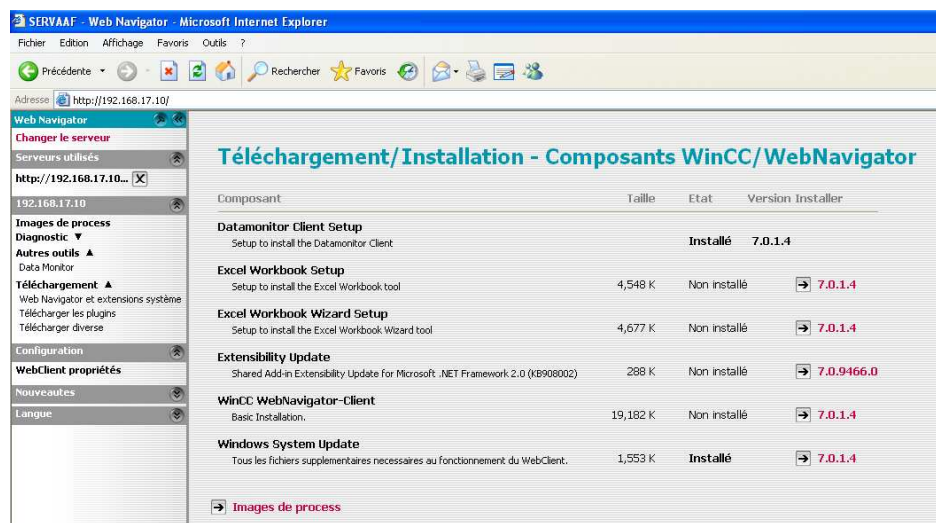 SERVAAF - Web Navigator - Microsoft Internet Explorer
Fichier Edition Affichage Favoris Outils ?
Précédente Rechercher Favoris
Adresse http://192.168.17.10/
Web Navigator
Changer le serveur
Serveurs utilisés
http://192.168.17.10... X
192.168.17.10
Images de process
Diagnostic ▼
Autres outils ▲
Data Monitor
Téléchargement ▲
Web Navigator et extensions système
Télécharger les plugins
Télécharger diverse
Configuration
WebClient propriétés
Nouveautes
Langue
Téléchargement/Installation - Composants WinCC/WebNavigator
Composant Taille Etat Version Installer
Datamonitor Client Setup
Setup to install the Datamonitor Client Installé 7.0.1.4
Excel Workbook Setup
Setup to install the Excel Workbook tool 4,548 K Non installé 7.0.1.4
Excel Workbook Wizard Setup
Setup to install the Excel Workbook Wizard tool 4,677 K Non installé 7.0.1.4
Extensibility Update
Shared Add-in Extensibility Update for Microsoft .NET Framework 2.0 (KB908002) 288 K Non installé 7.0.9466.0
WinCC WebNavigator-Client
Basic Installation. 19,182 K Non installé 7.0.1.4
Windows System Update
Tous les fichiers supplementaires necessaires au fonctionnement du WebClient. 1,553 K Installé 7.0.1.4
Images de process